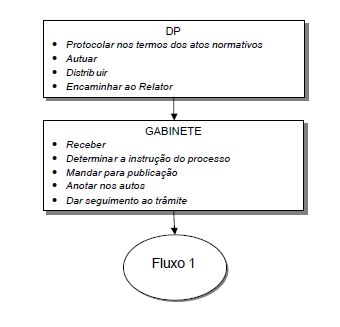 DP
• Protocolar nos termos dos atos normativos
• Autuar
• Distribuir
• Encaminhar ao Relator
GABINETE
• Receber
• Determinar a instrução do processo
• Mandar para publicação
• Anotar nos autos
• Dar seguimento ao trâmite
Fluxo 1